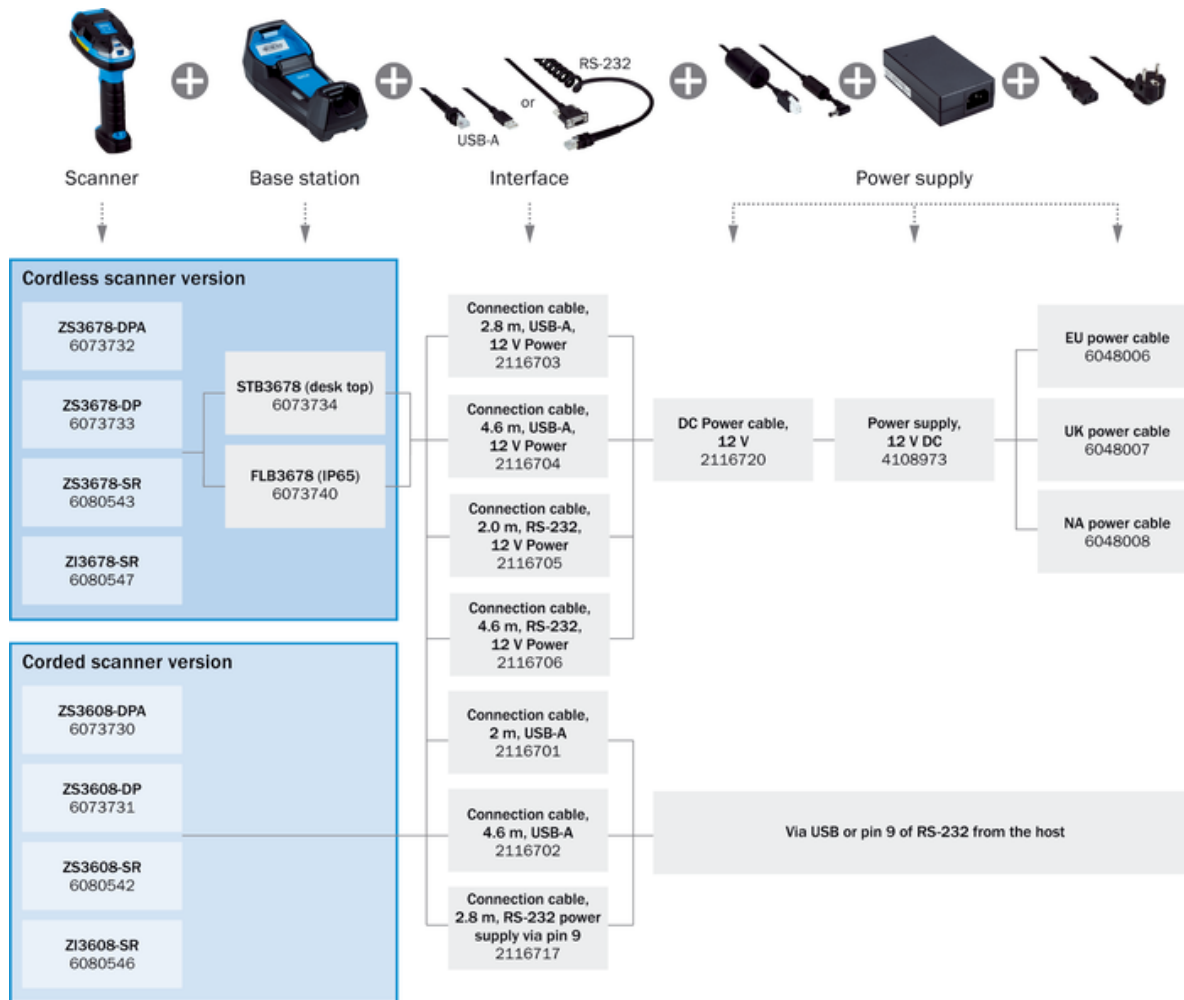 RS-232
or
USB-A
Scanner
Base station
Interface
Power supply
Cordless scanner version
ZS3678-DPA
6073732
ZS3678-DP
6073733
ZS3678-SR
6080543
ZI3678-SR
6080547
STB3678 (desk top)
6073734
FLB3678 (IP65)
6073740
Connection cable,
2.8 m, USB-A,
12 V Power
2116703
Connection cable,
4.6 m, USB-A,
12 V Power
2116704
Connection cable,
2.0 m, RS-232,
12 V Power
2116705
Connection cable,
4.6 m, RS-232,
12 V Power
2116706
DC Power cable,
12 V
2116720
Power supply,
12 V DC
4108973
EU power cable
6048006
UK power cable
6048007
NA power cable
6048008
Corded scanner version
ZS3608-DPA
6073730
ZS3608-DP
6073731
ZS3608-SR
6080542
ZI3608-SR
6080546
Connection cable,
2 m, USB-A
2116701
Connection cable,
4.6 m, USB-A
2116702
Connection cable,
2.8 m, RS-232 power
supply via pin 9
2116717
Via USB or pin 9 of RS-232 from the host